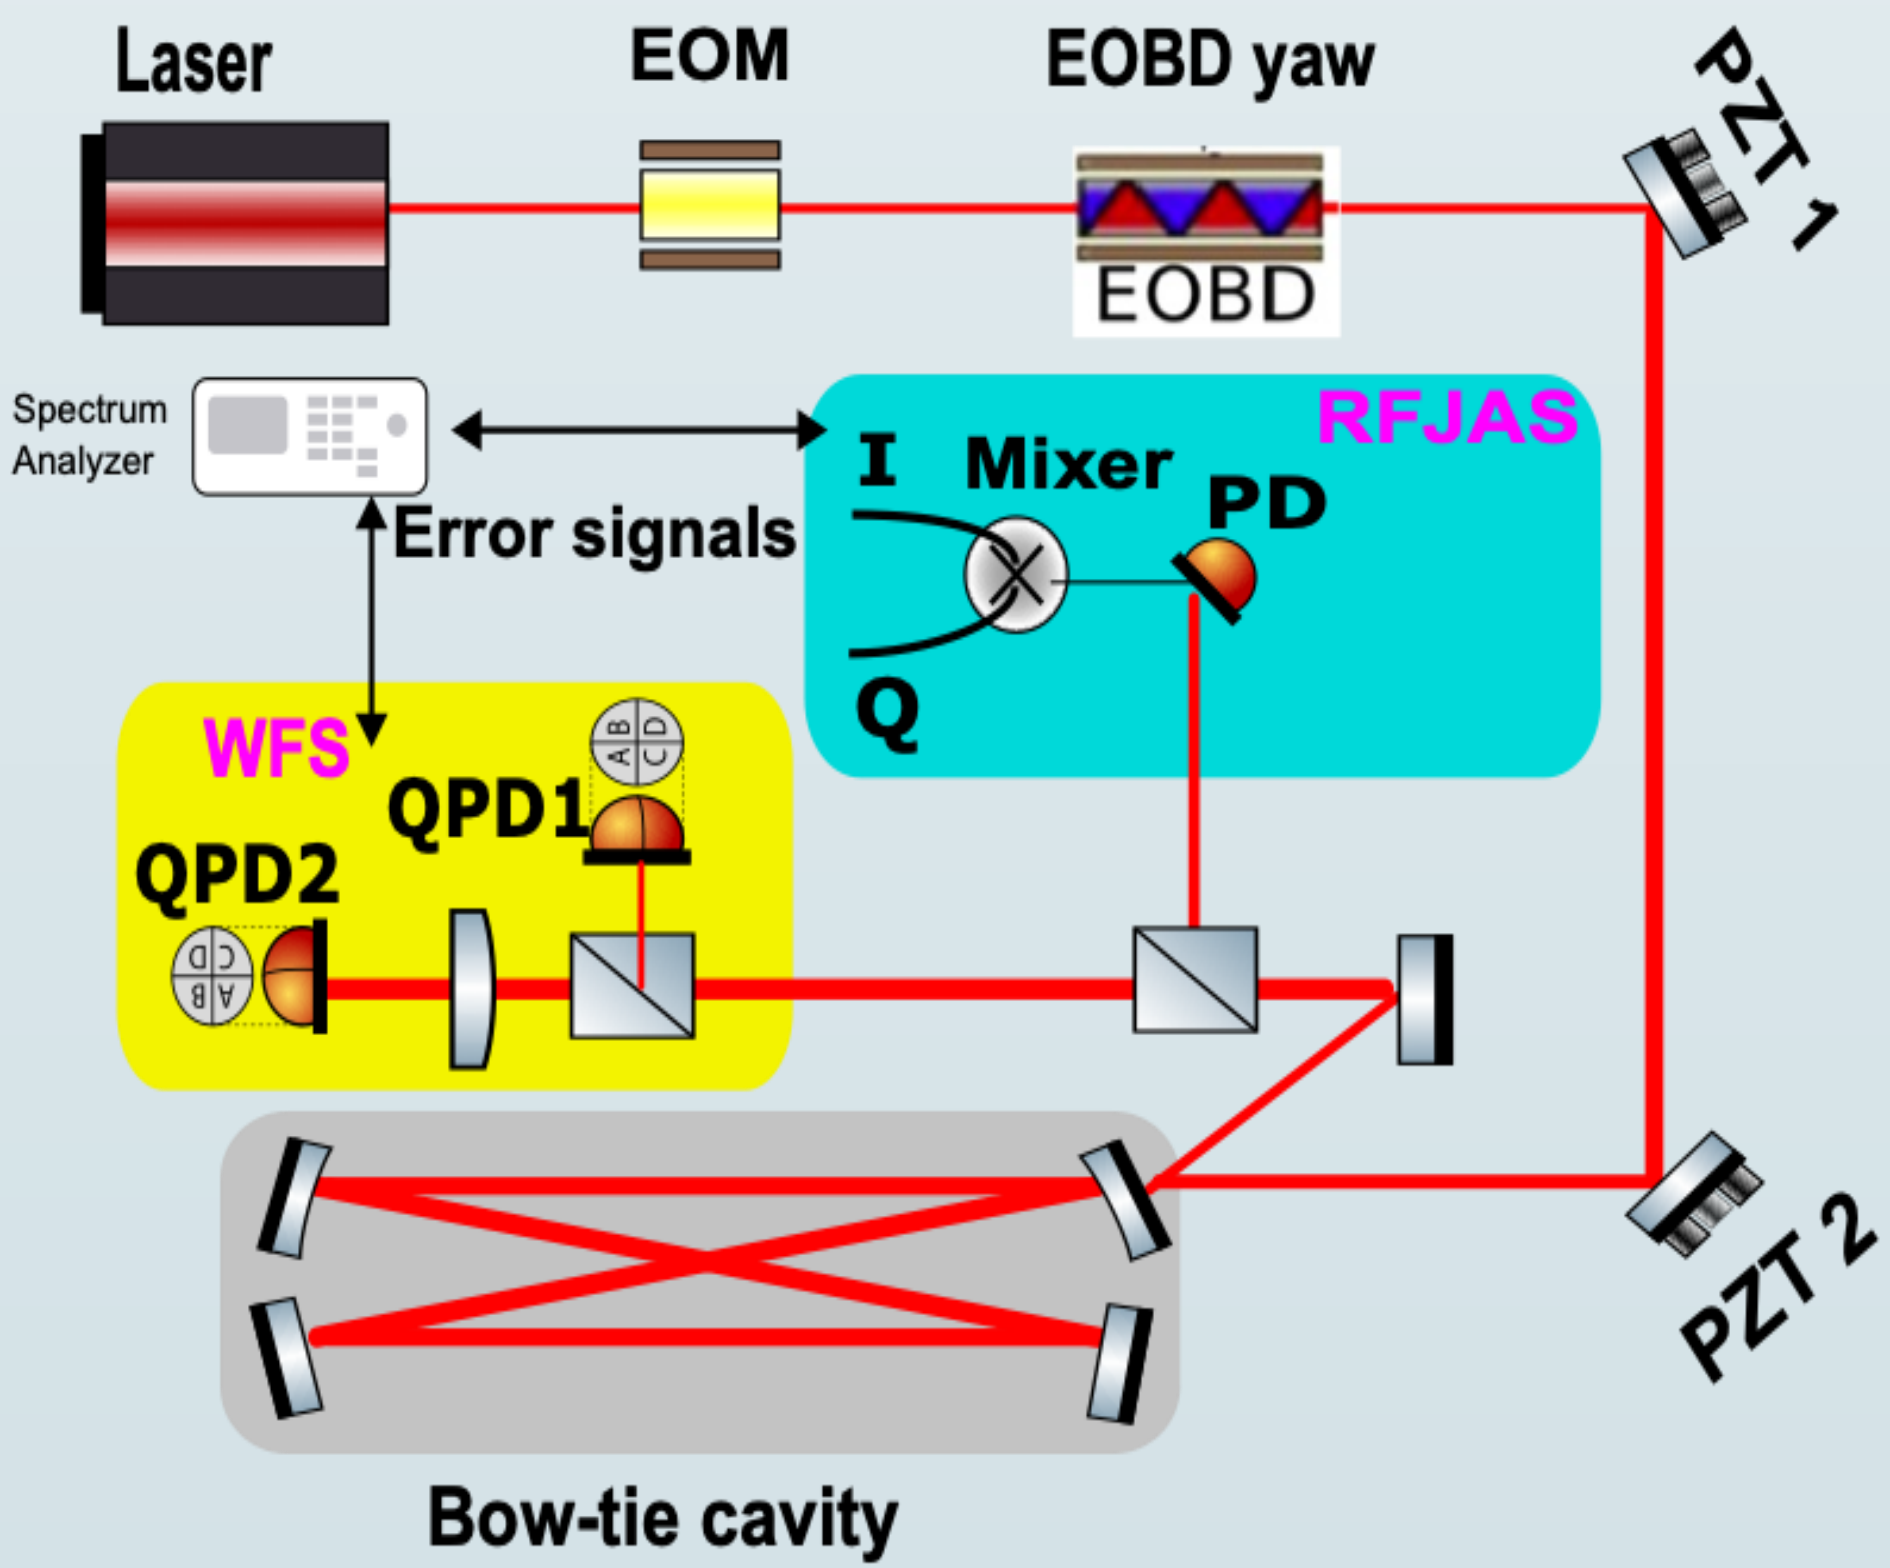 Laser
EOM
EOBD yaw
PZT 1
EOBD
Spectrum
Analyzer
Error signals
RFJAS
I
Mixer
PD
Q
WFS
QPD1
A B
C D
QPD2
A B
C D
PZT 2
Bow-tie cavity